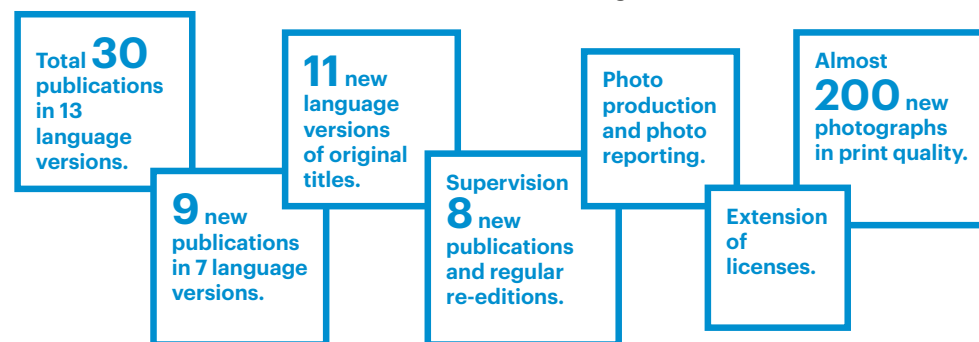 Total 30
publications
in 13
language
versions.
9 new
publications
in 7 language
versions.
11 new
language
versions
of original
titles.
Supervision
8 new
publications
and regular
re-editions.
Photo
production
and photo
reporting.
Extension
of
licenses.
Almost
200 new
photographs
in print quality.